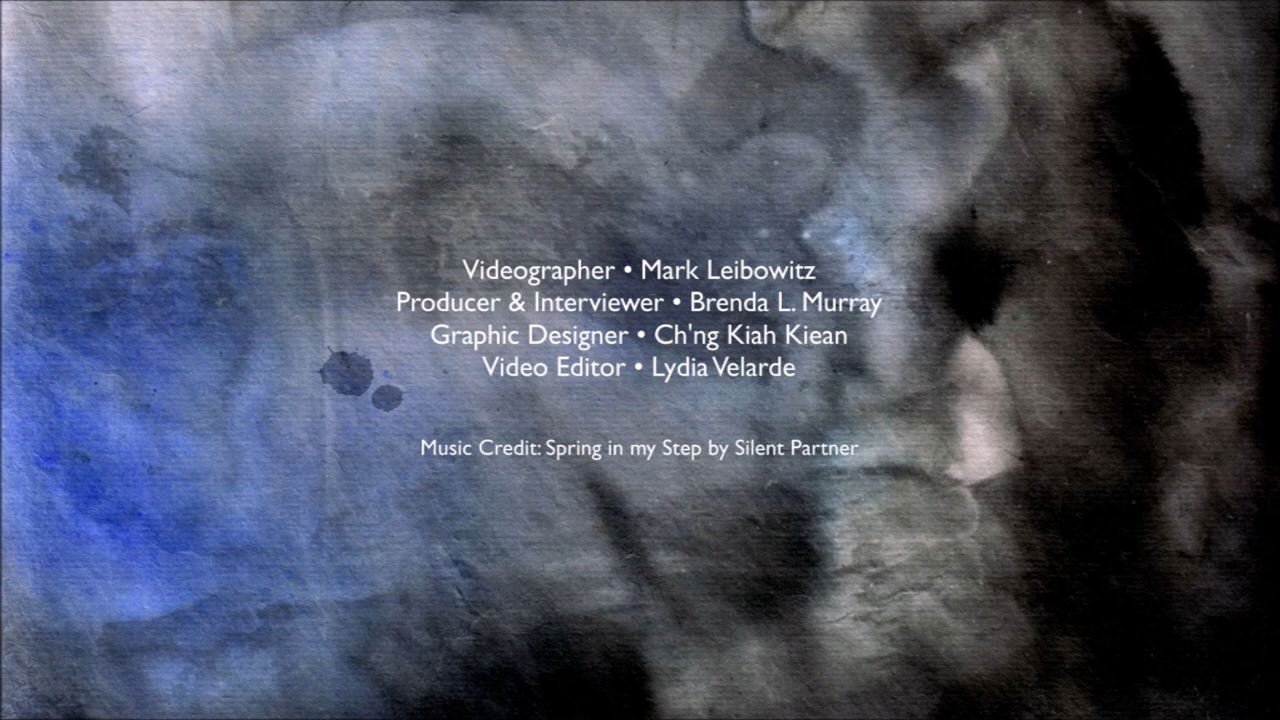 Videographer • Mark Leibowitz
Producer & Interviewer • Brenda L. Murray
Graphic Designer • Ch'ng Kiah Kiean
Video Editor • Lydia Velarde
Music Credit: Spring in my Step by Silent Partner